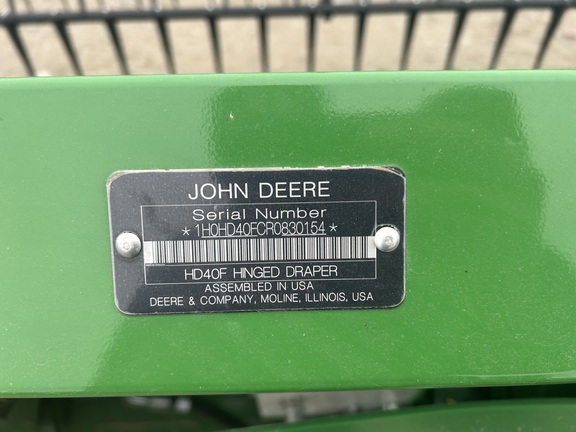 JOHN DEERE
Serial Number
*1H0HD40FCR0830154*
HD40F HINGED DRAPER
ASSEMBLED IN USA
DEERE & COMPANY, MOLINE, ILLINOIS, USA